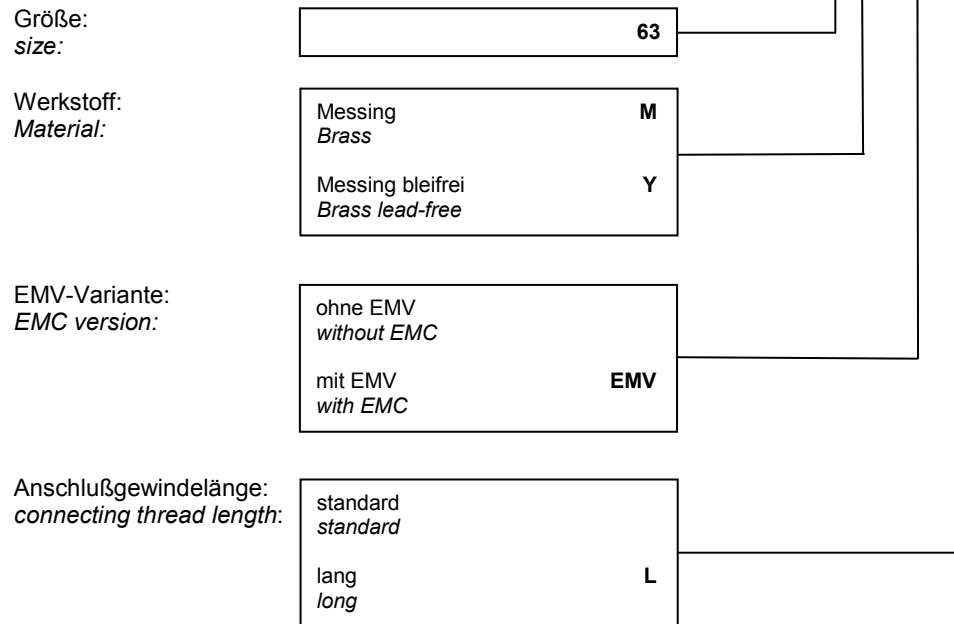 Größe:
size:
63
Werkstoff:
Material:
Messing M
Brass
Messing bleifrei Y
Brass lead-free
EMV-Variante:
EMC version:
ohne EMV
without EMC
mit EMV EMV
with EMC
Anschlußgewindelänge:
connecting thread length:
standard
standard
lang L
long